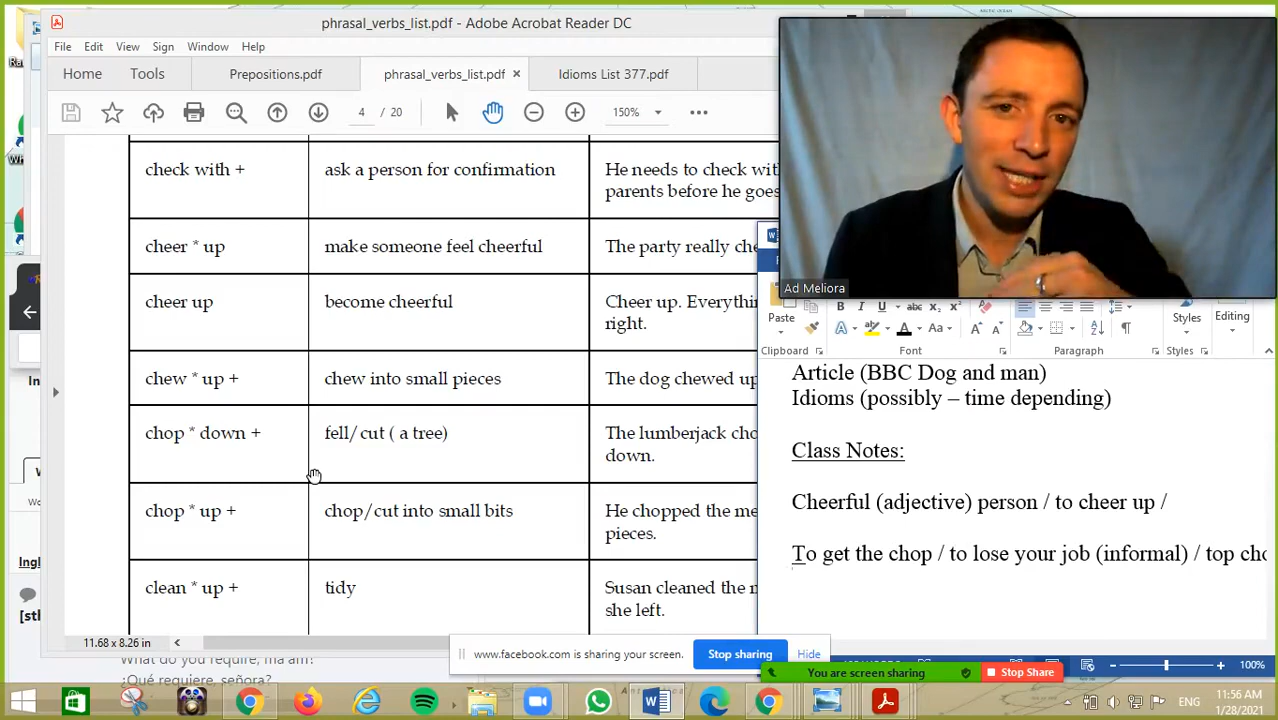 phrasal_verbs_list.pdf - Adobe Acrobat Reader DC
File Edit View Sign Window Help
Home Tools Prepositions.pdf phrasal_verbs_list.pdf × Idioms List 377.pdf
4 / 20 150%
check with + ask a person for confirmation He needs to check with
parents before he goes
cheer * up make someone feel cheerful The party really che
cheer up become cheerful Cheer up. Everythin
right.
chew * up + chew into small pieces The dog chewed up
chop * down + fell/cut ( a tree) The lumberjack cho
down.
chop * up + chop/cut into small bits He chopped the me
pieces.
clean * up + tidy Susan cleaned the
she left.
11.68 x 8.26 in
Ad Meliora
Paste B I U abc x₂ x² Styles Editing
Aa A A
Clipboard Font Paragraph Styles
Article (BBC Dog and man)
Idioms (possibly – time depending)
Class Notes:
Cheerful (adjective) person / to cheer up /
To get the chop / to lose your job (informal) / top cho
100%
www.facebook.com is sharing your screen. Stop sharing Hide
You are screen sharing Stop Share
What do you require, ma'am?
¿Qué requiere señora?
ENG 11:56 AM
1/28/2021